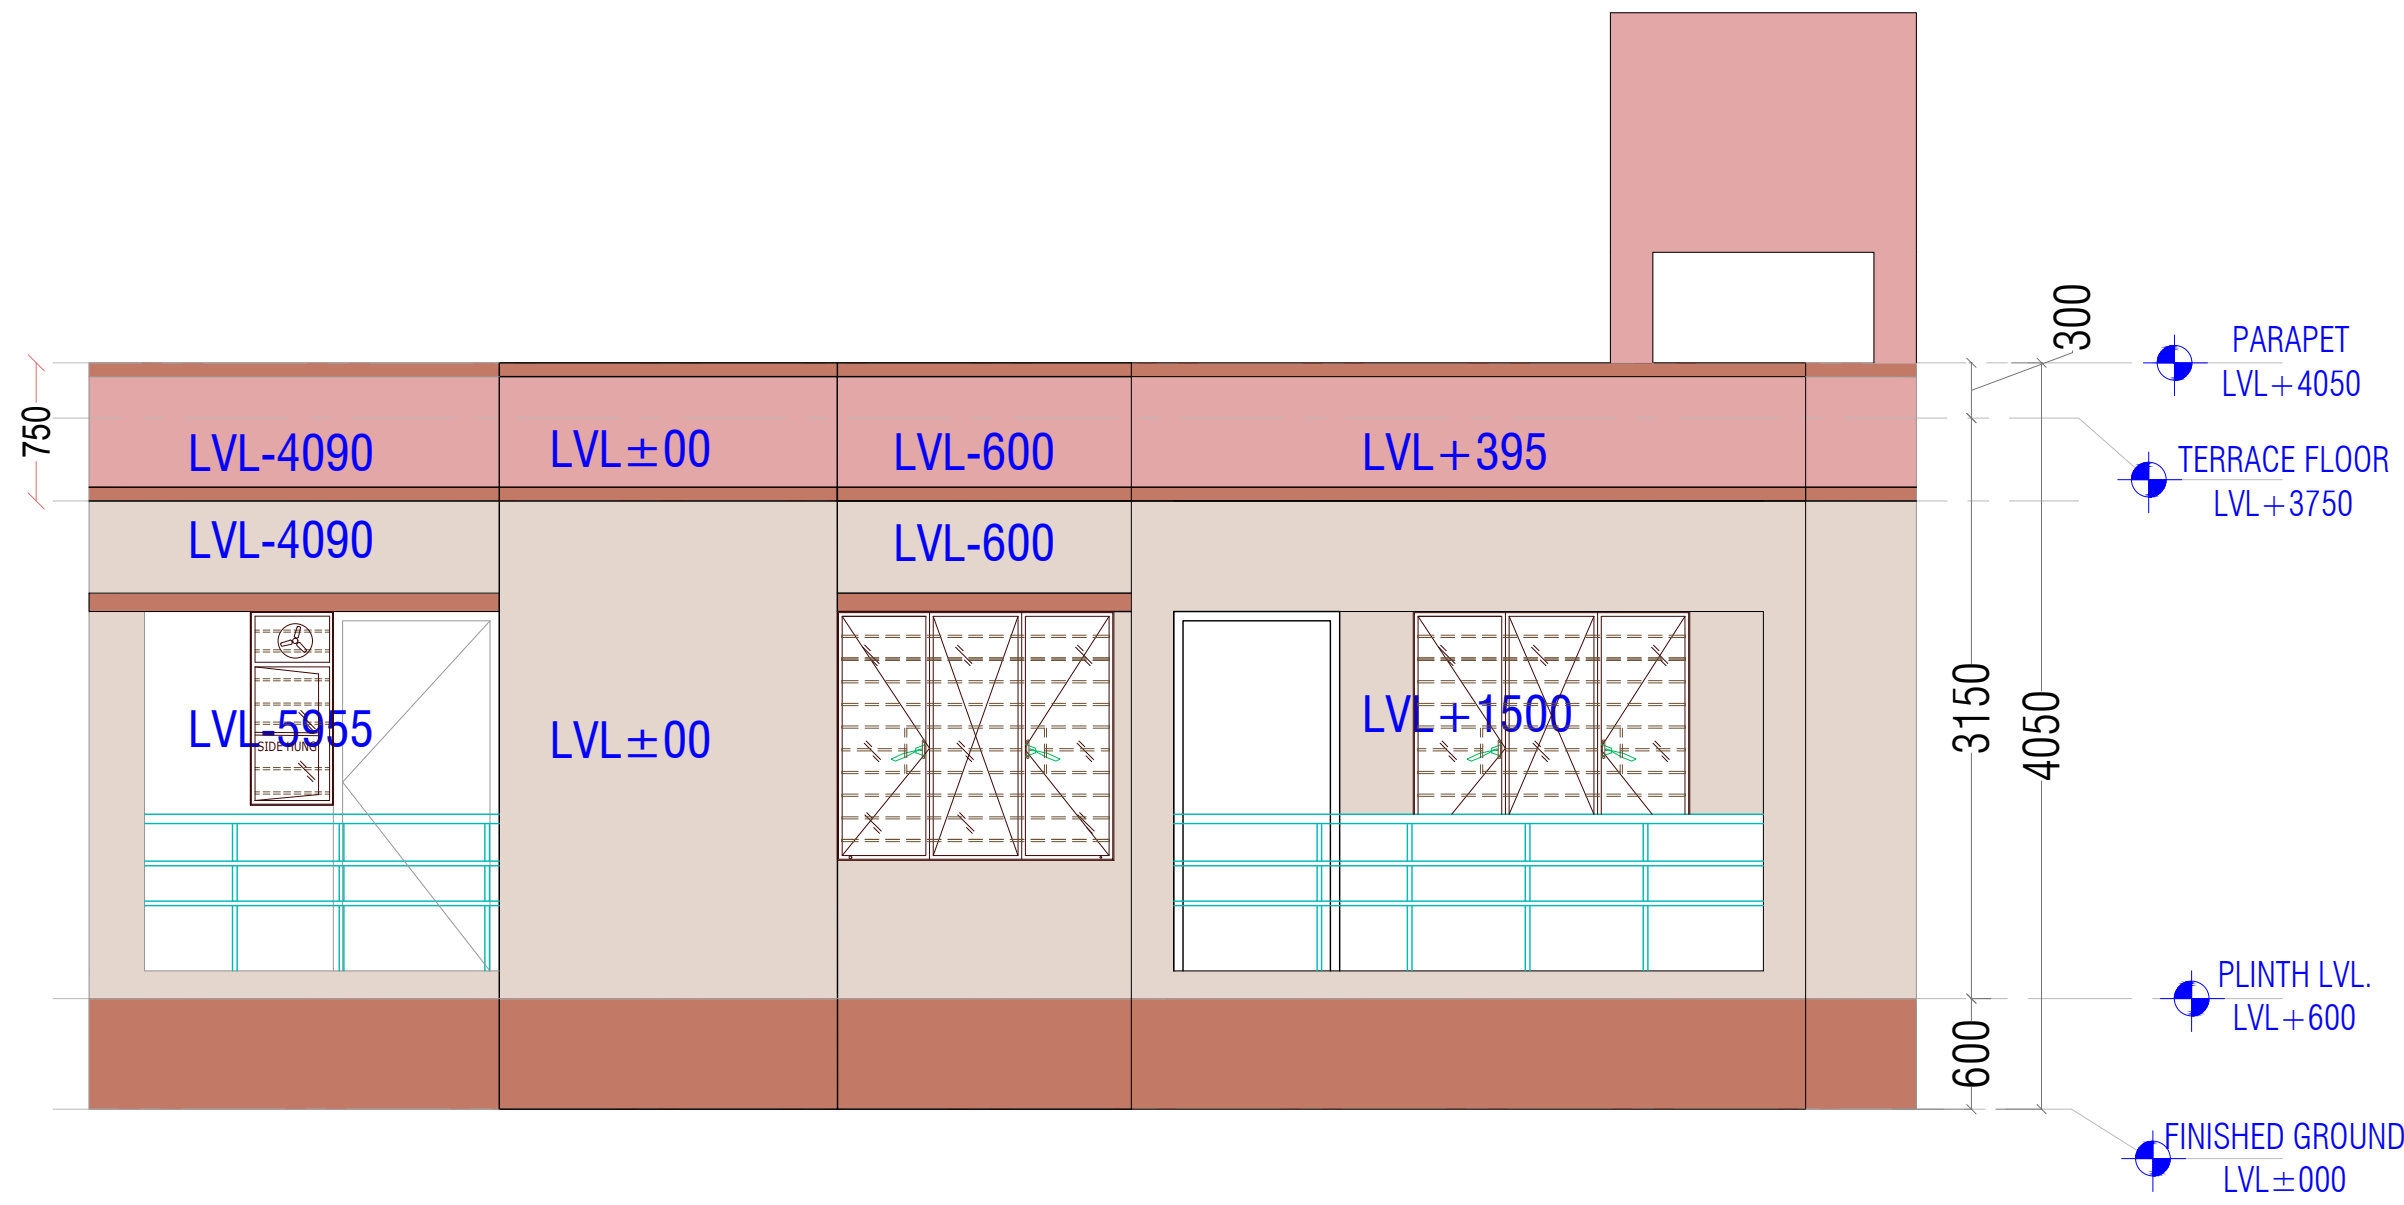 300
PARAPET
LVL+4050
750
LVL-4090
LVL±00
LVL-600
LVL+395
TERRACE FLOOR
LVL+3750
LVL-4090
LVL-600
LVL-5955
SIDE HUNG
LVL±00
LVL+1500
3150
4050
PLINTH LVL.
LVL+600
600
FINISHED GROUND
LVL±000